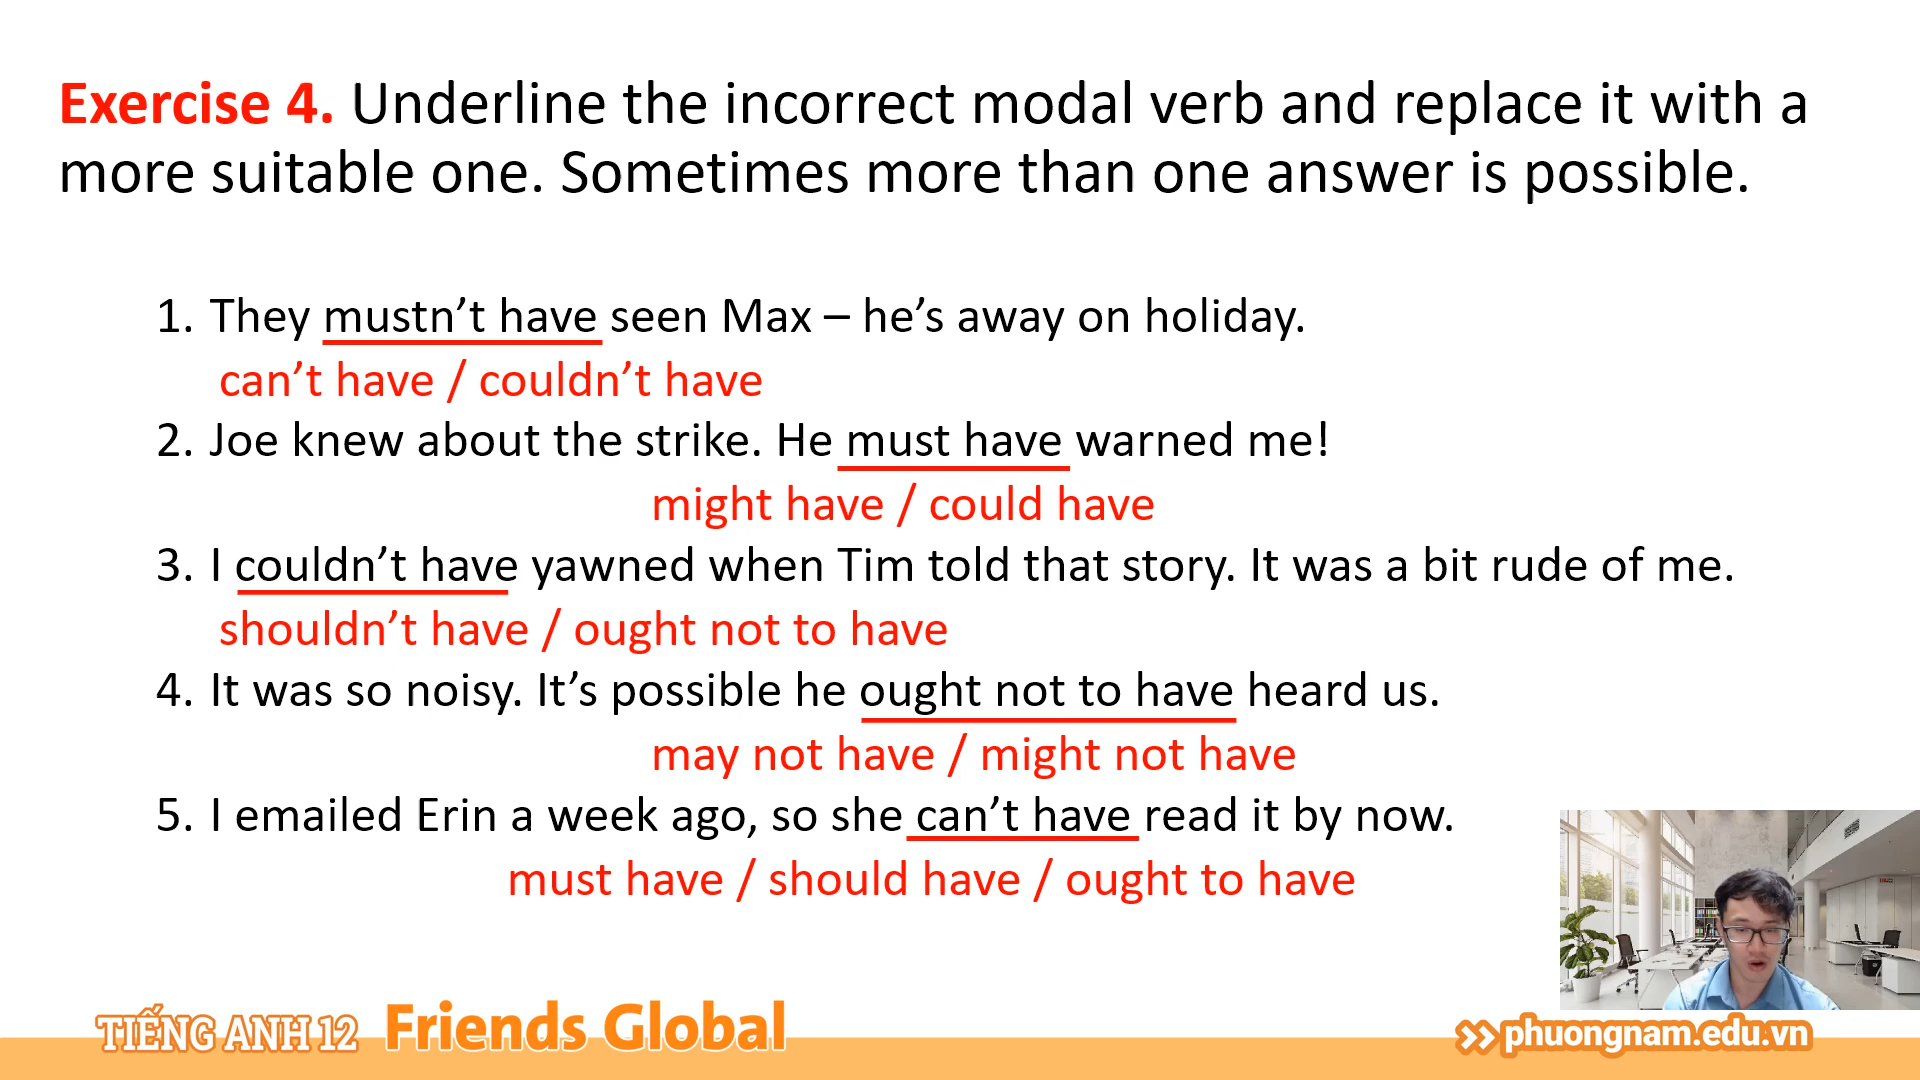 Exercise 4. Underline the incorrect modal verb and replace it with a
more suitable one. Sometimes more than one answer is possible.
1. They mustn’t have seen Max – he’s away on holiday.
can’t have / couldn’t have
2. Joe knew about the strike. He must have warned me!
might have / could have
3. I couldn’t have yawned when Tim told that story. It was a bit rude of me.
shouldn’t have / ought not to have
4. It was so noisy. It’s possible he ought not to have heard us.
may not have / might not have
5. I emailed Erin a week ago, so she can’t have read it by now.
must have / should have / ought to have
TIẾNG ANH 12 Friends Global
phuongnam.edu.vn